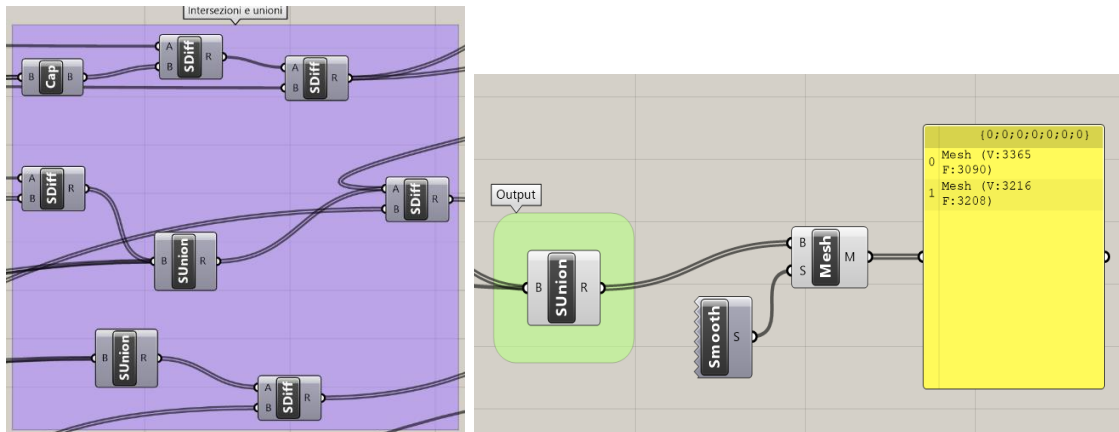 Intersezioni e unioni
A
B
SDiff
R
B
Cap
B
A
B
SDiff
R
A
B
SDiff
R
A
B
SDiff
R
B
SUnion
R
B
SUnion
R
A
B
SDiff
R
Output
B
SUnion
R
B
S
Mesh
M
Smooth
S
{0;0;0;0;0;0;0}
0 Mesh (V:3365
F:3090)
1 Mesh (V:3216
F:3208)